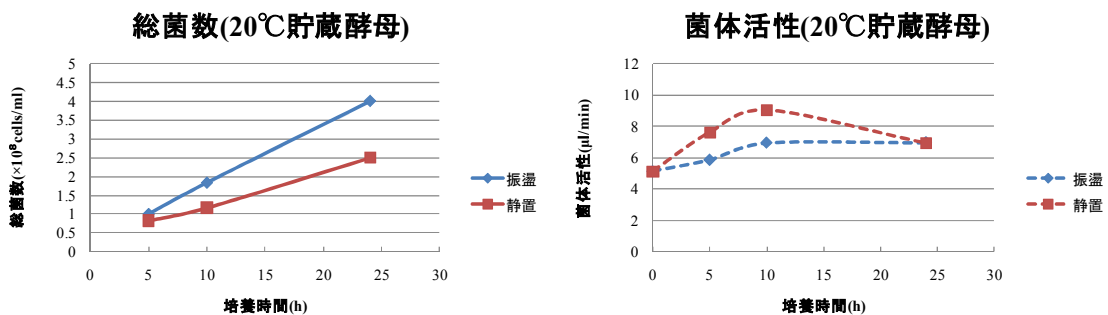 総菌数(20℃貯蔵酵母)
総菌数(×10⁸cells/ml)
5
4.5
4
3.5
3
2.5
2
1.5
1
0.5
0
0 5 10 15 20 25 30
培養時間(h)
振盪
静置
菌体活性(20℃貯蔵酵母)
菌体活性(μl/min)
12
10
8
6
4
2
0
0 5 10 15 20 25 30
培養時間(h)
振盪
静置